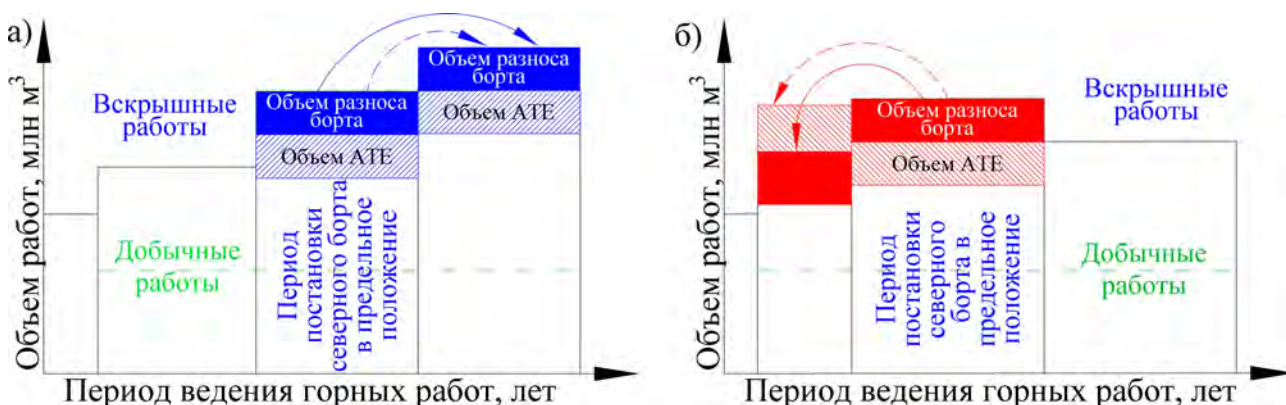 а)
Объем работ, млн м³
Вскрышные
работы
Добычные
работы
Объем разноса
борта
Объем АТЕ
Период
постановки
северного борта
в предельное
положение
Объем разноса
борта
Объем АТЕ
Период ведения горных работ, лет
б)
Объем работ, млн м³
Объем разноса
борта
Объем АТЕ
Период
постановки
северного
борта в
предельное
положение
Вскрышные
работы
Добычные
работы
Период ведения горных работ, лет